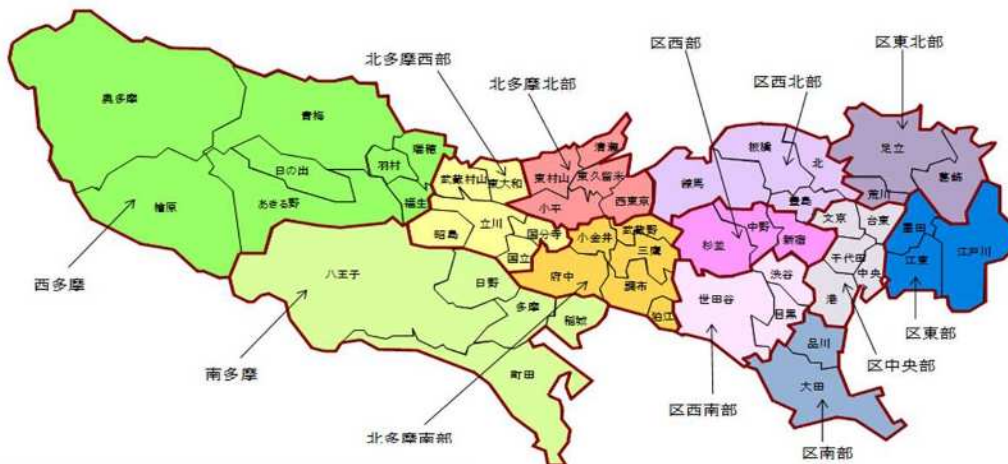 区西部
区東北部
北多摩西部
北多摩北部
区西北部
奥多摩
青梅
清瀬
板橋
北
足立
瑞穂
羽村
日の出
武蔵村山
東大和
東村山
東久留米
練馬
葛飾
荒川
豊島
檜原
あきる野
福生
小平
西東京
文京
台東
墨田
江戸川
昭島
立川
国分寺
小金井
武蔵野
中野
杉並
新宿
千代田
江東
国立
三鷹
渋谷
中央
西多摩
八王子
日野
府中
調布
世田谷
港
多摩
稲城
狛江
目黒
区東部
品川
区中央部
南多摩
町田
大田
区西南部
北多摩南部
区南部